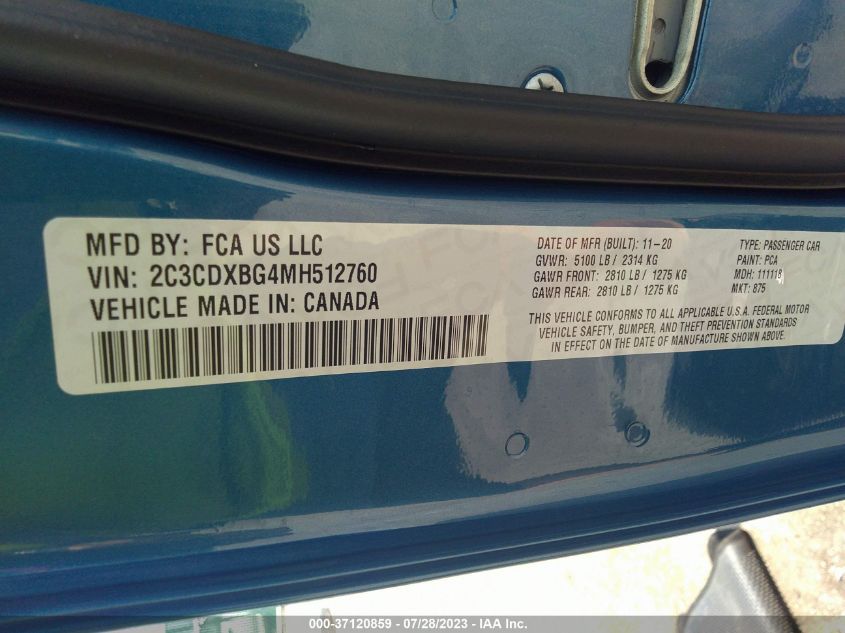 MFD BY: FCA US LLC
VIN: 2C3CDXBG4MH512760
VEHICLE MADE IN: CANADA
DATE OF MFR (BUILT): 11-20
GVWR: 5100 LB / 2314 KG
GAWR FRONT: 2810 LB / 1275 KG
GAWR REAR: 2810 LB / 1275 KG
TYPE: PASSENGER CAR
PAINT: PCA
MDH: 111118
MKT: 875
THIS VEHICLE CONFORMS TO ALL APPLICABLE U.S.A. FEDERAL MOTOR
VEHICLE SAFETY, BUMPER, AND THEFT PREVENTION STANDARDS
IN EFFECT ON THE DATE OF MANUFACTURE SHOWN ABOVE.
000-37120859 / 07/28/2023 - IAA Inc.